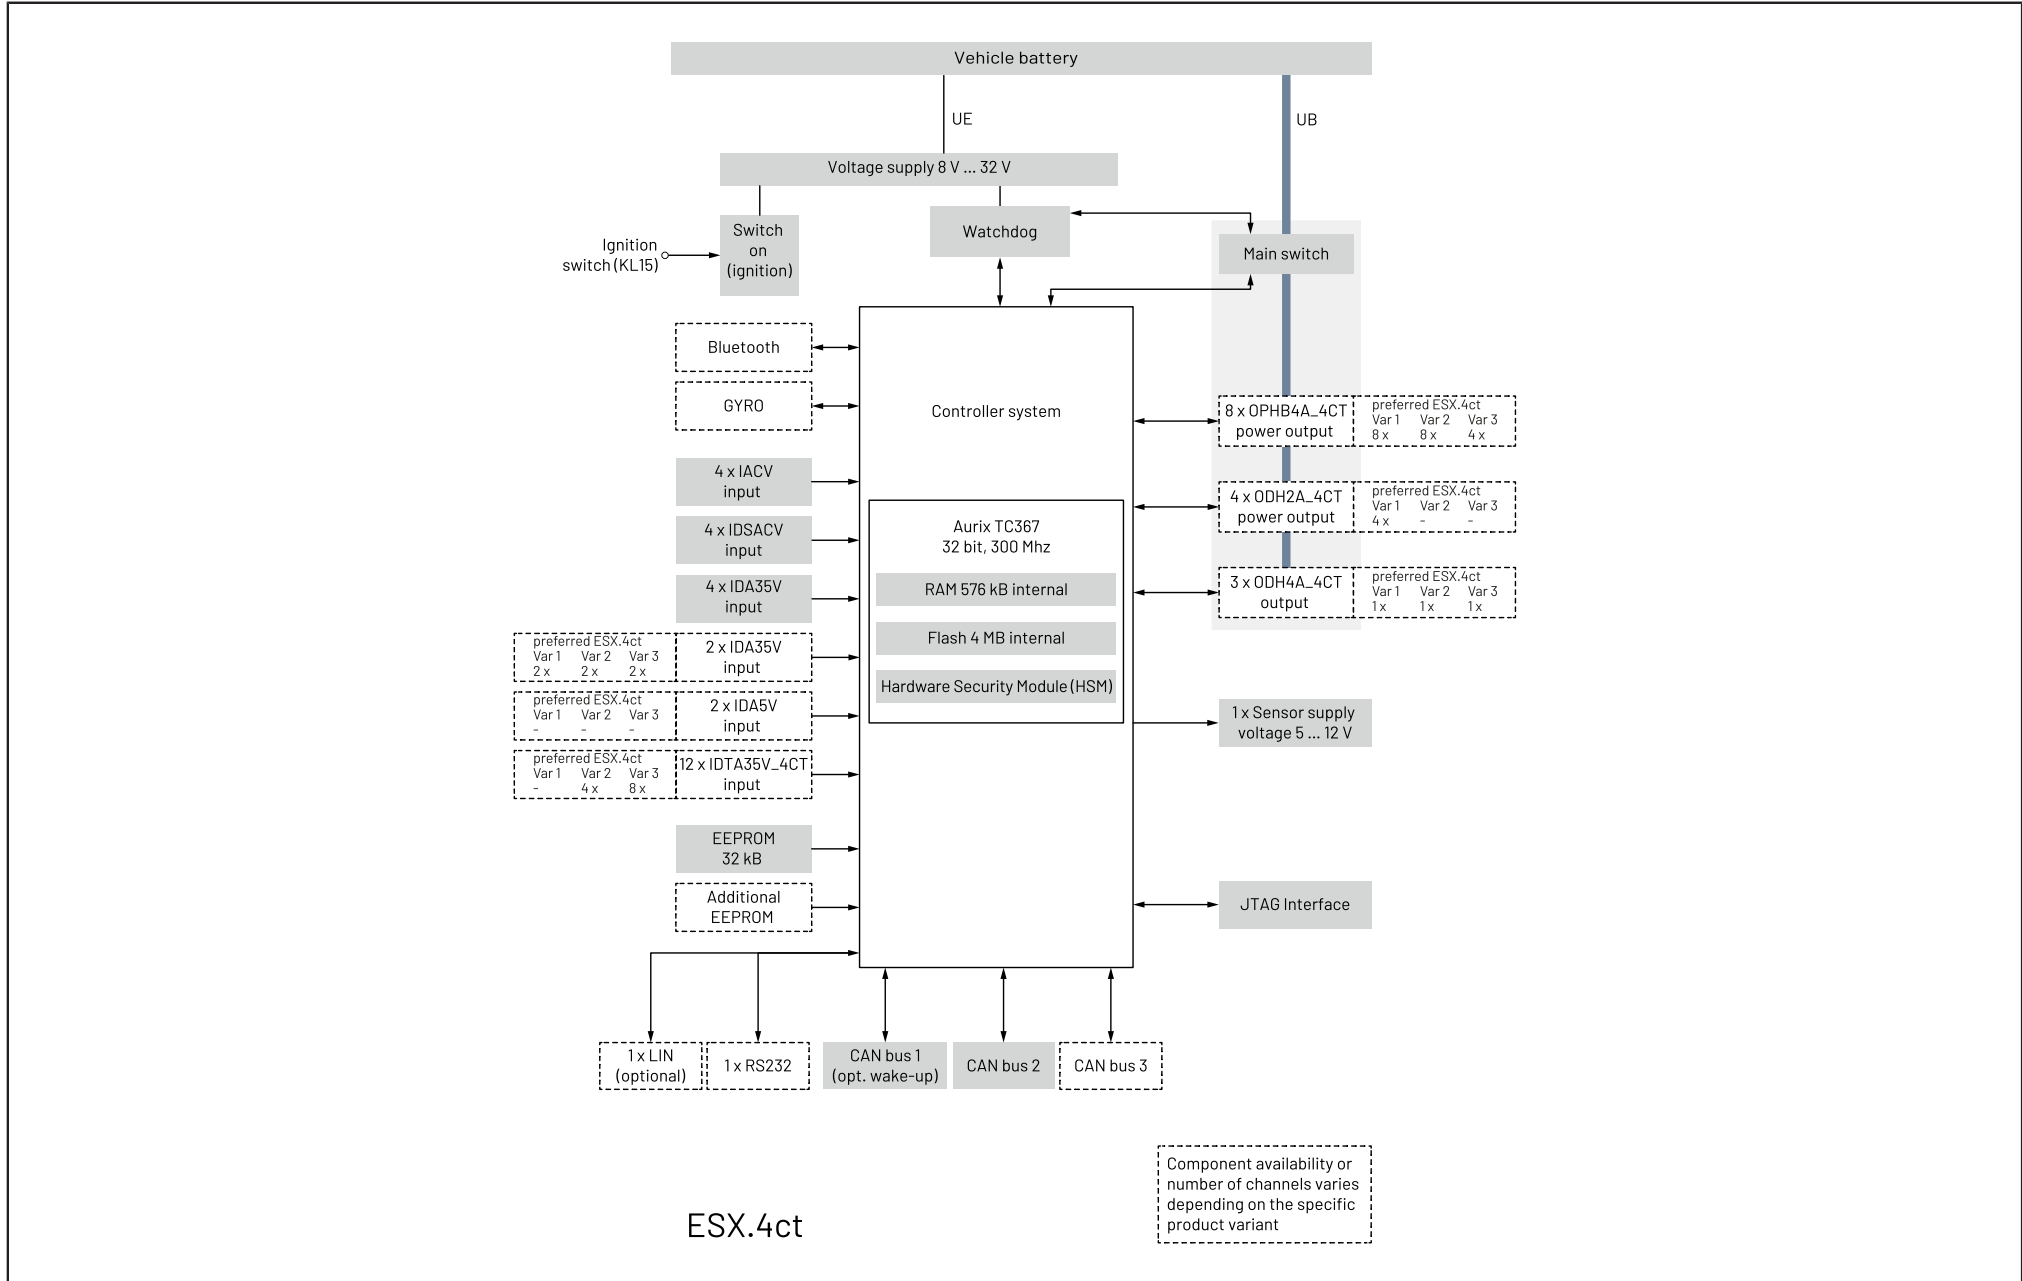 Vehicle battery
UE
UB
Voltage supply 8 V ... 32 V
Switch
on
(ignition)
Ignition
switch (KL15)
Watchdog
Main switch
Bluetooth
GYRO
Controller system
4 x IACV
input
4 x IDSACV
input
4 x IDA35V
input
preferred ESX.4ct
Var 1 Var 2 Var 3
2 x 2 x 2 x
2 x IDA35V
input
preferred ESX.4ct
Var 1 Var 2 Var 3
- - -
2 x IDA5V
input
preferred ESX.4ct
Var 1 Var 2 Var 3
- 4 x 8 x
12 x IDTA35V_4CT
input
EEPROM
32 kB
Additional
EEPROM
Aurix TC367
32 bit, 300 Mhz
RAM 576 kB internal
Flash 4 MB internal
Hardware Security Module (HSM)
8 x OPHB4A_4CT
power output
preferred ESX.4ct
Var 1 Var 2 Var 3
8 x 8 x 4 x
4 x ODH2A_4CT
power output
preferred ESX.4ct
Var 1 Var 2 Var 3
4 x - -
3 x ODH4A_4CT
output
preferred ESX.4ct
Var 1 Var 2 Var 3
1 x 1 x 1 x
1 x Sensor supply
voltage 5 ... 12 V
JTAG Interface
1 x LIN
(optional)
1 x RS232
CAN bus 1
(opt. wake-up)
CAN bus 2
CAN bus 3
Component availability or
number of channels varies
depending on the specific
product variant
ESX.4ct